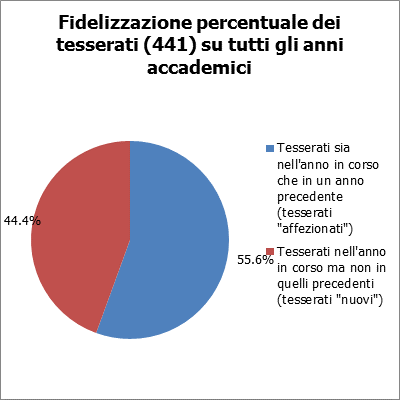 Fidelizzazione percentuale dei
tesserati (441) su tutti gli anni
accademici
44.4%
55.6%
Tesserati sia
nell'anno in corso
che in un anno
precedente
(tesserati
"affezionati")
Tesserati nell'anno
in corso ma non in
quelli precedenti
(tesserati "nuovi")